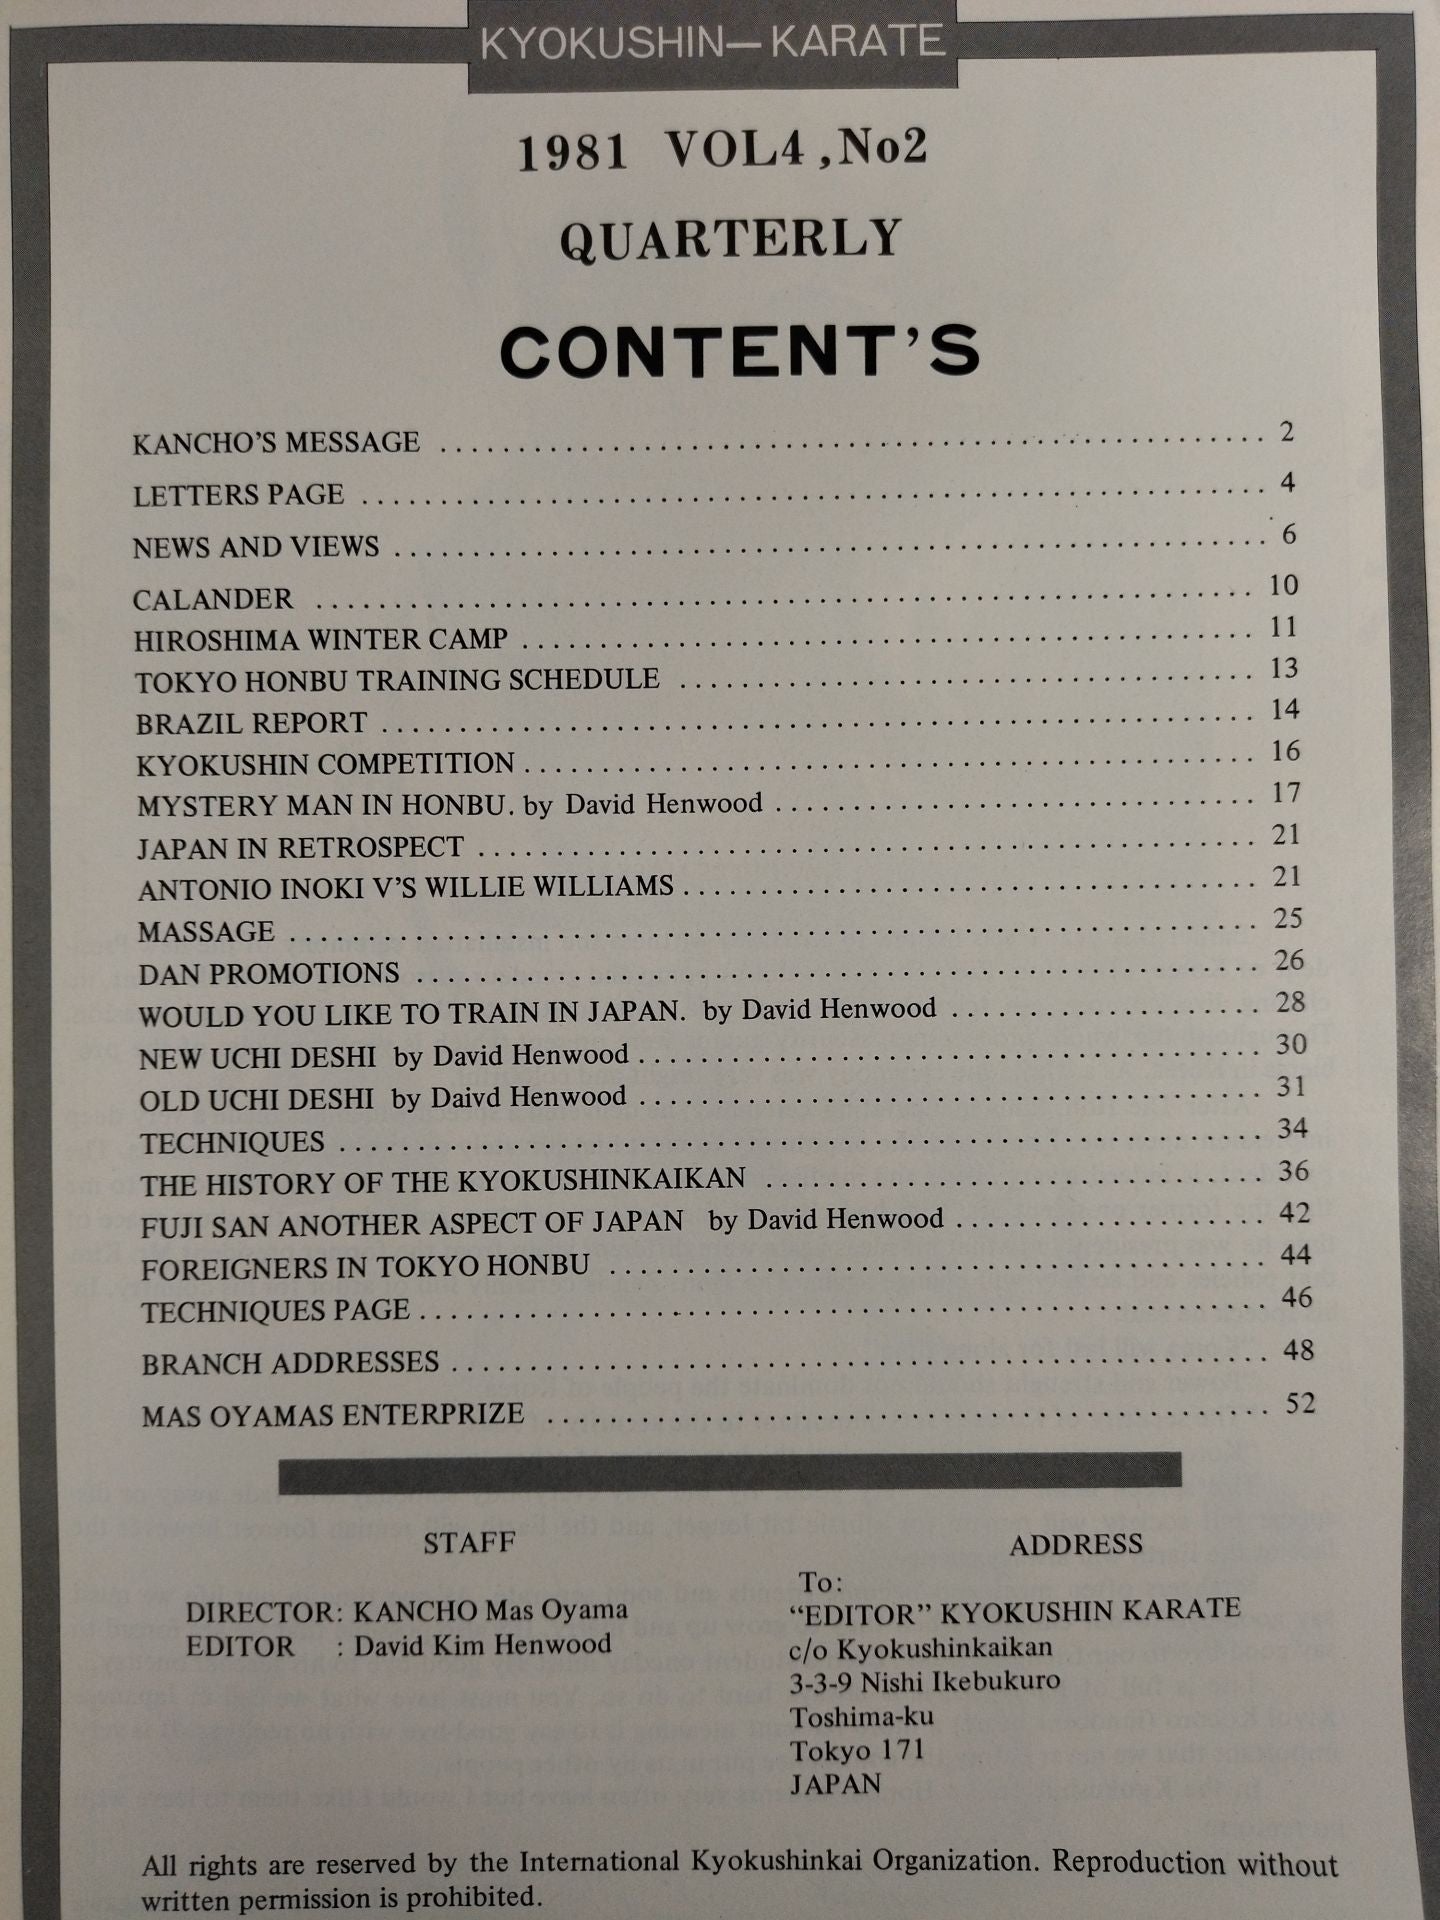 KYOKUSHIN—KARATE
1981 VOL4,No2
QUARTERLY
CONTENT'S
KANCHO'S MESSAGE ........ 2
LETTERS PAGE ........ 4
NEWS AND VIEWS ........ 6
CALANDER ........ 10
HIROSHIMA WINTER CAMP ........ 11
TOKYO HONBU TRAINING SCHEDULE ........ 13
BRAZIL REPORT ........ 14
KYOKUSHIN COMPETITION ........ 16
MYSTERY MAN IN HONBU. by David Henwood ........ 17
JAPAN IN RETROSPECT ........ 21
ANTONIO INOKI V'S WILLIE WILLIAMS ........ 21
MASSAGE ........ 25
DAN PROMOTIONS ........ 26
WOULD YOU LIKE TO TRAIN IN JAPAN. by David Henwood ........ 28
NEW UCHI DESHI by David Henwood ........ 30
OLD UCHI DESHI by Daivd Henwood ........ 31
TECHNIQUES ........ 34
THE HISTORY OF THE KYOKUSHINKAIKAN ........ 36
FUJI SAN ANOTHER ASPECT OF JAPAN by David Henwood ........ 42
FOREIGNERS IN TOKYO HONBU ........ 44
TECHNIQUES PAGE ........ 46
BRANCH ADDRESSES ........ 48
MAS OYAMAS ENTERPRIZE ........ 52
STAFF
DIRECTOR: KANCHO Mas Oyama
EDITOR : David Kim Henwood
ADDRESS
To:
"EDITOR" KYOKUSHIN KARATE
c/o Kyokushinkaikan
3-3-9 Nishi Ikebukuro
Toshima-ku
Tokyo 171
JAPAN
All rights are reserved by the International Kyokushinkai Organization. Reproduction without
written permission is prohibited.